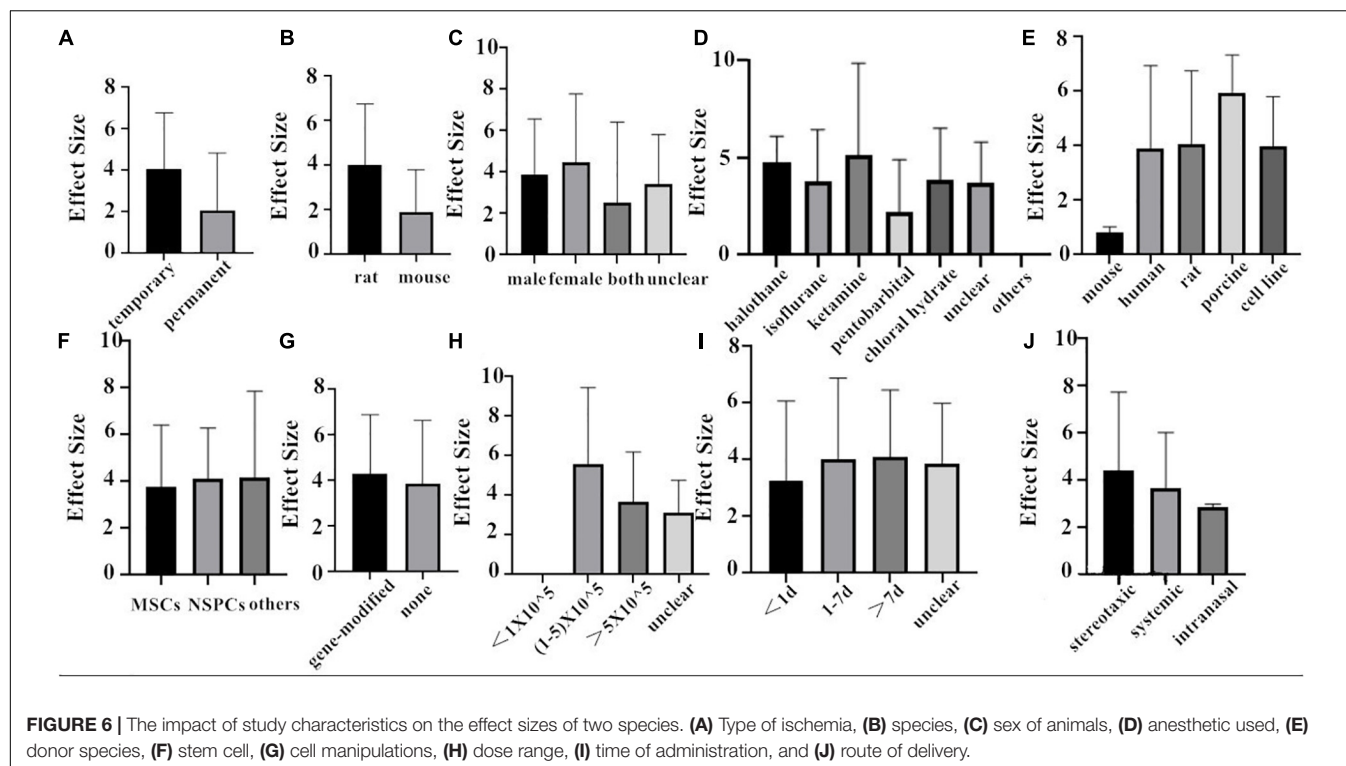 A
Effect Size
8
6
4
2
0
temporary
permanent
B
Effect Size
8
6
4
2
0
rat mouse
C
Effect Size
10
8
6
4
2
0
male female both unclear
D
Effect Size
10
5
0
halothane
isoflurane
ketamine
pentobarbital
chloral hydrate
unclear
others
E
Effect Size
8
6
4
2
0
mouse
human
rat
porcine
cell line
F
Effect Size
10
8
6
4
2
0
MSCs NSPCs others
G
Effect Size
8
6
4
2
0
gene-modified
none
H
Effect Size
10
8
6
4
2
0
<1X10^5
(1-5)X10^5
>5X10^5
unclear
I
Effect Size
8
6
4
2
0
<1d
1-7d
>7d
unclear
J
Effect Size
10
8
6
4
2
0
stereotaxic
systemic
intranasal
FIGURE 6 | The impact of study characteristics on the effect sizes of two species. (A) Type of ischemia, (B) species, (C) sex of animals, (D) anesthetic used, (E)
donor species, (F) stem cell, (G) cell manipulations, (H) dose range, (I) time of administration, and (J) route of delivery.